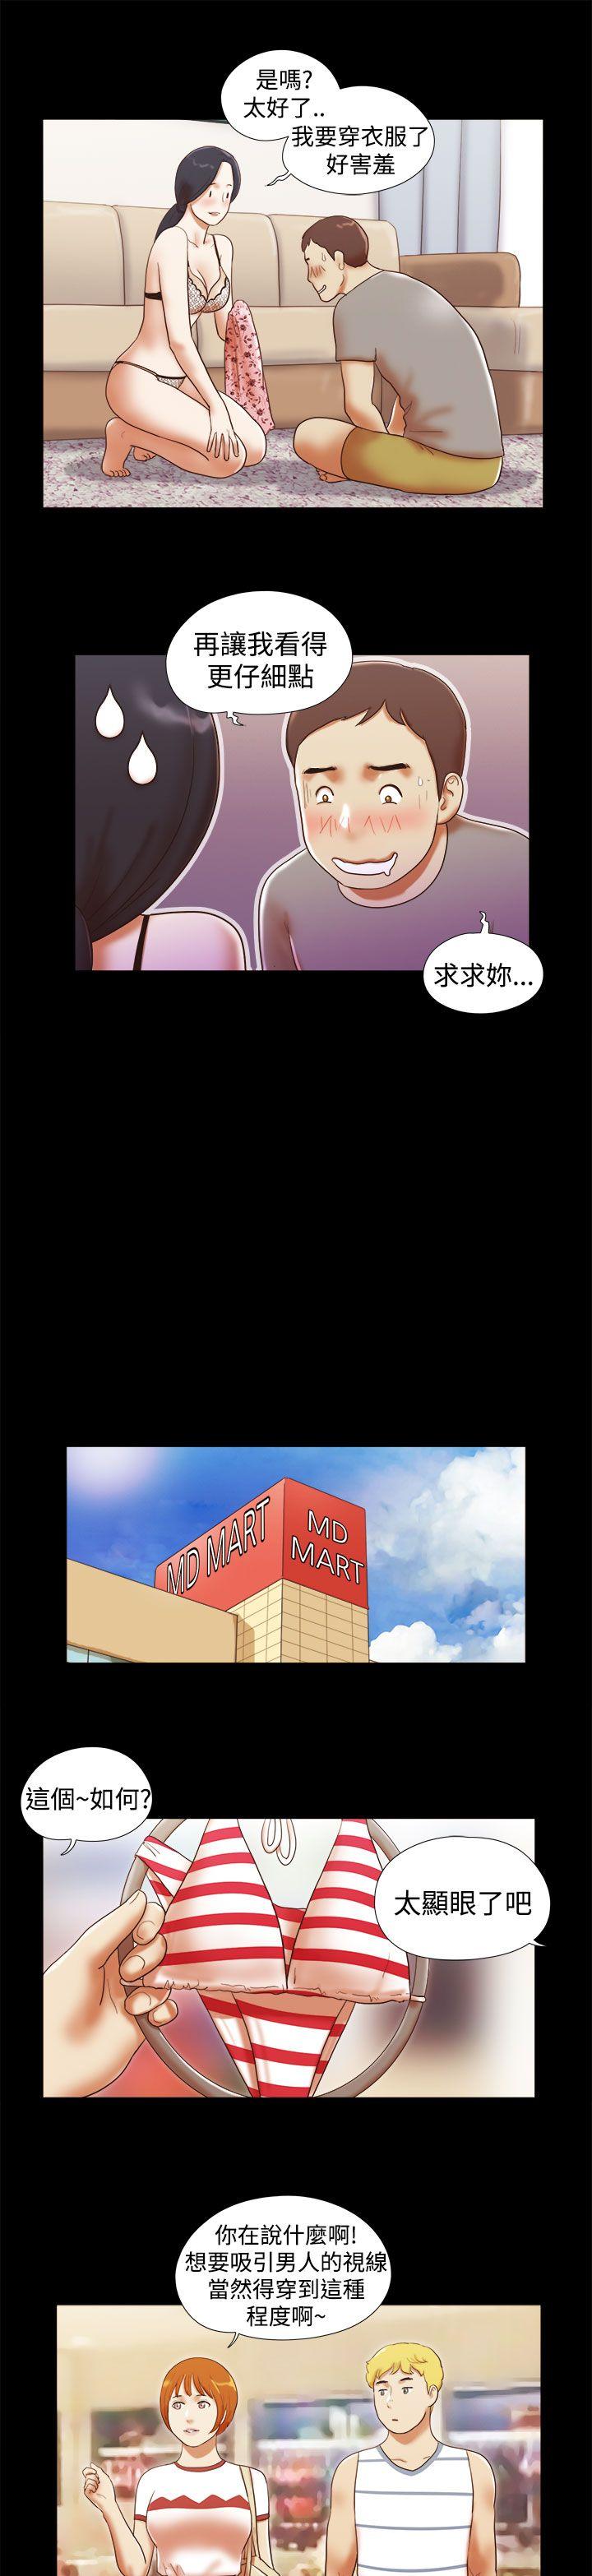 是嗎?
太好了..
我要穿衣服了
好害羞
再讓我看得
更仔細點
求求妳...
MD MART
MD
MART
這個~如何?
太顯眼了吧
你在說什麼啊!
想要吸引男人的視線
當然得穿到這種
程度啊~